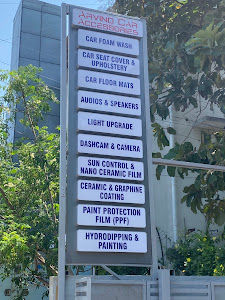 ARVIND CAR
ACCESSORIES
CAR FOAM WASH
CAR SEAT COVER &
UPHOLSTERY
CAR FLOOR MATS
AUDIOS & SPEAKERS
LIGHT UPGRADE
DASHCAM & CAMERA
SUN CONTROL &
NANO CERAMIC FILM
CERAMIC & GRAPHINE
COATING
PAINT PROTECTION
FILM (PPF)
HYDRODIPPING &
PAINTING